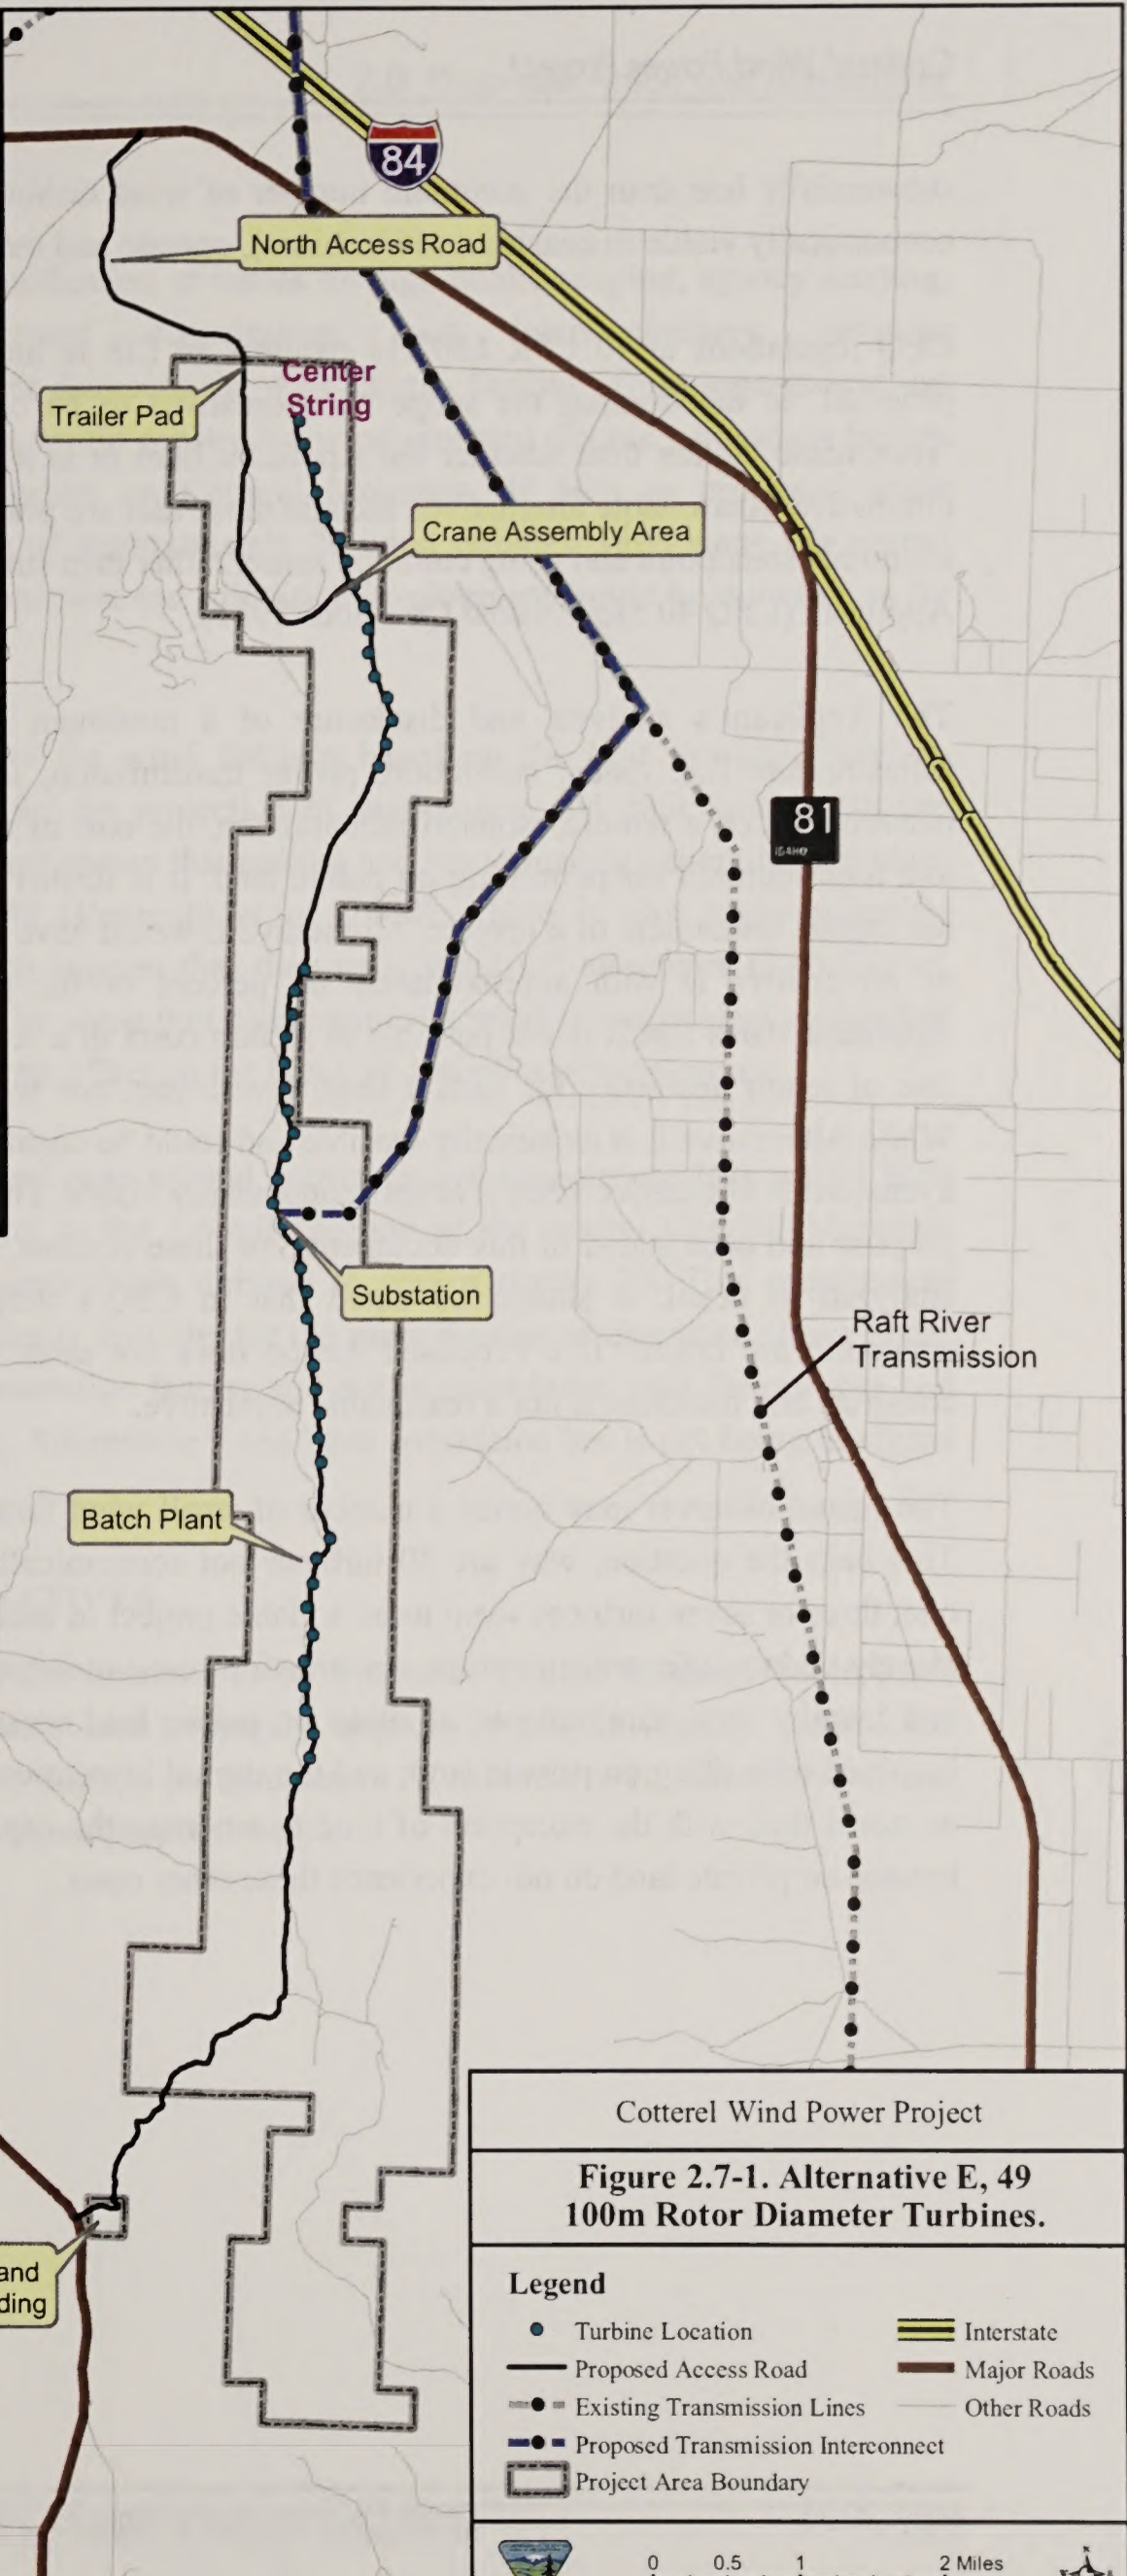 84
North Access Road
Center
String
Trailer Pad
Crane Assembly Area
81
IDAHO
Substation
Raft River
Transmission
Batch Plant
and
ding
Cotterel Wind Power Project
Figure 2.7-1. Alternative E, 49
100m Rotor Diameter Turbines.
Legend
Turbine Location
Interstate
Proposed Access Road
Major Roads
Existing Transmission Lines
Other Roads
Proposed Transmission Interconnect
Project Area Boundary
0 0.5 1 2 Miles